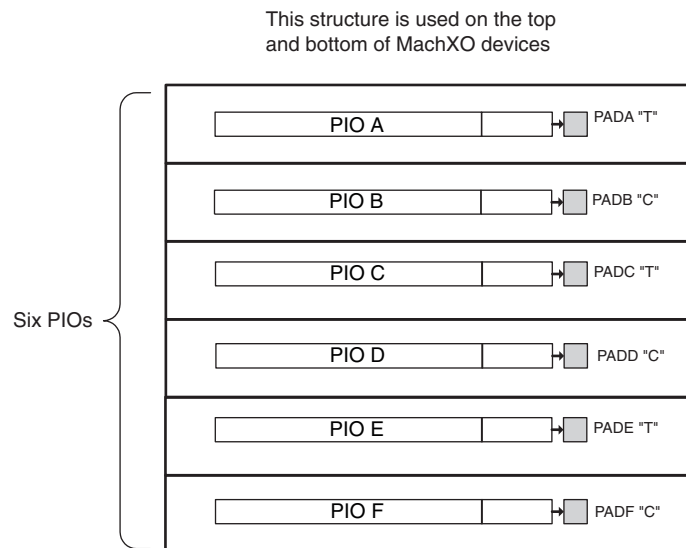 This structure is used on the top
and bottom of MachXO devices
PIO A
PADA "T"
PIO B
PADB "C"
PIO C
PADC "T"
Six PIOs
PIO D
PADD "C"
PIO E
PADE "T"
PIO F
PADF "C"